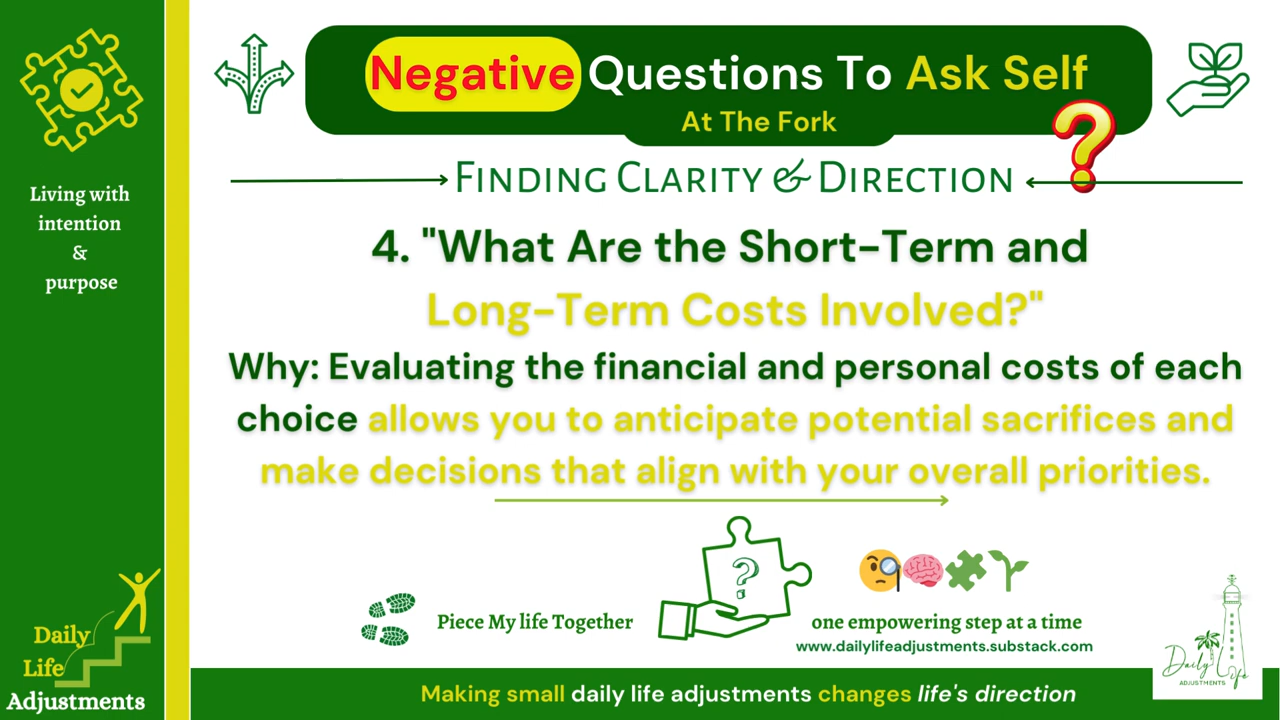 Negative Questions To Ask Self
At The Fork
?
FINDING CLARITY & DIRECTION
Living with
intention
&
purpose
4. "What Are the Short-Term and
Long-Term Costs Involved?"
Why: Evaluating the financial and personal costs of each
choice allows you to anticipate potential sacrifices and
make decisions that align with your overall priorities.
?
Piece My life Together
one empowering step at a time
www.dailylifeadjustments.substack.com
Daily
Life
Adjustments
Daily Life
ADJUSTMENTS
Making small daily life adjustments changes life's direction